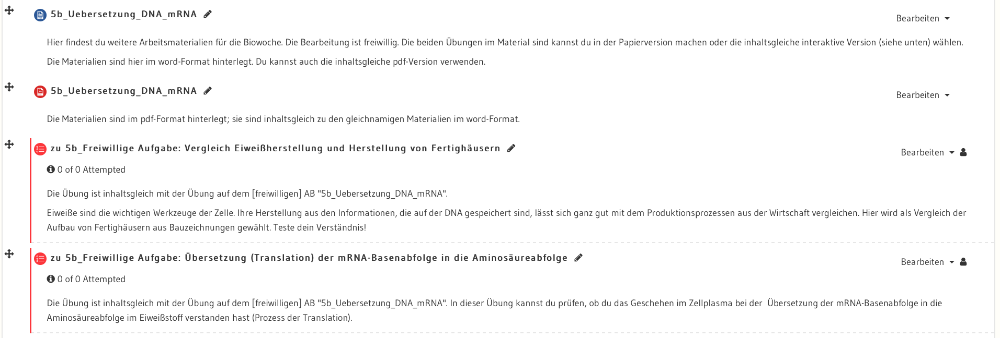 5b_Uebersetzung_DNA_mRNA
Bearbeiten
Hier findest du weitere Arbeitsmaterialien für die Biowoche. Die Bearbeitung ist freiwillig. Die beiden Übungen im Material sind kannst du in der Papierversion machen oder die inhaltsgleiche interaktive Version (siehe unten) wählen.
Die Materialien sind hier im word-Format hinterlegt. Du kannst auch die inhaltsgleiche pdf-Version verwenden.
5b_Uebersetzung_DNA_mRNA
Bearbeiten
Die Materialien sind im pdf-Format hinterlegt; sie sind inhaltsgleich zu den gleichnamigen Materialien im word-Format.
zu 5b_Freiwillige Aufgabe: Vergleich Eiweißherstellung und Herstellung von Fertighäusern
Bearbeiten
0 of 0 Attempted
Die Übung ist inhaltsgleich mit der Übung auf dem [freiwilligen] AB "5b_Uebersetzung_DNA_mRNA".
Eiweiße sind die wichtigen Werkzeuge der Zelle. Ihre Herstellung aus den Informationen, die auf der DNA gespeichert sind, lässt sich ganz gut mit dem Produktionsprozessen aus der Wirtschaft vergleichen. Hier wird als Vergleich der
Aufbau von Fertighäusern aus Bauzeichnungen gewählt. Teste dein Verständnis!
zu 5b_Freiwillige Aufgabe: Übersetzung (Translation) der mRNA-Basenabfolge in die Aminosäureabfolge
Bearbeiten
0 of 0 Attempted
Die Übung ist inhaltsgleich mit der Übung auf dem [freiwilligen] AB "5b_Uebersetzung_DNA_mRNA". In dieser Übung kannst du prüfen, ob du das Geschehen im Zellplasma bei der  Übersetzung der mRNA-Basenabfolge in die
Aminosäureabfolge im Eiweißstoff verstanden hast (Prozess der Translation).